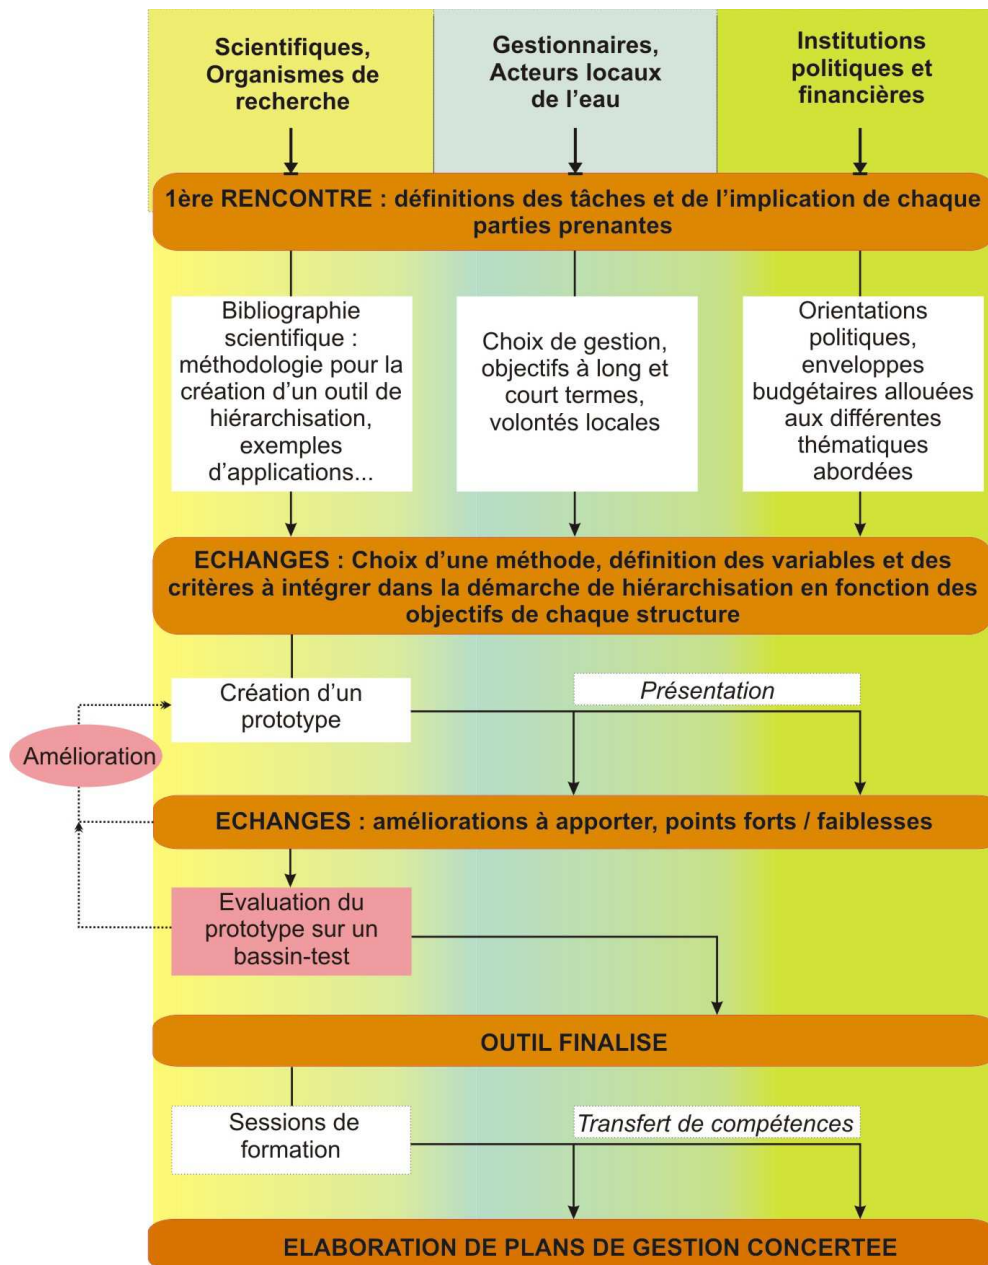 Scientifiques,
Organismes de
recherche
Gestionnaires,
Acteurs locaux
de l'eau
Institutions
politiques et
financières
1ère RENCONTRE : définitions des tâches et de l'implication de chaque
parties prenantes
Bibliographie
scientifique :
méthodologie pour la
création d'un outil de
hiérarchisation,
exemples
d'applications...
Choix de gestion,
objectifs à long et
court termes,
volontés locales
Orientations
politiques,
enveloppes
budgétaires allouées
aux différentes
thématiques
abordées
ECHANGES : Choix d'une méthode, définition des variables et des
critères à intégrer dans la démarche de hiérarchisation en fonction des
objectifs de chaque structure
Création d'un
prototype
Présentation
Amélioration
ECHANGES : améliorations à apporter, points forts / faiblesses
Evaluation du
prototype sur un
bassin-test
OUTIL FINALISE
Sessions de
formation
Transfert de compétences
ELABORATION DE PLANS DE GESTION CONCERTEE